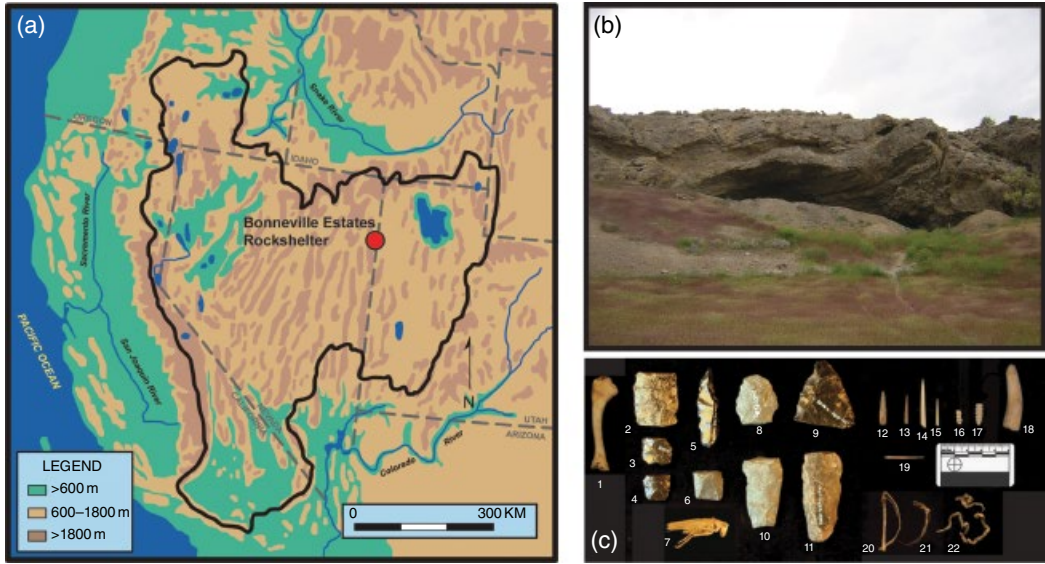 (a)
OREGON
IDAHO
Snake River
Sacramento River
Bonneville Estates
Rockshelter
San Joaquin River
PACIFIC OCEAN
N
UTAH
ARIZONA
Colorado
River
LEGEND
>600 m
600–1800 m
>1800 m
0
300 KM
(b)
(c)
1
2
3
4
5
6
7
8
9
10
11
12
13
14
15
16
17
18
19
20
21
22